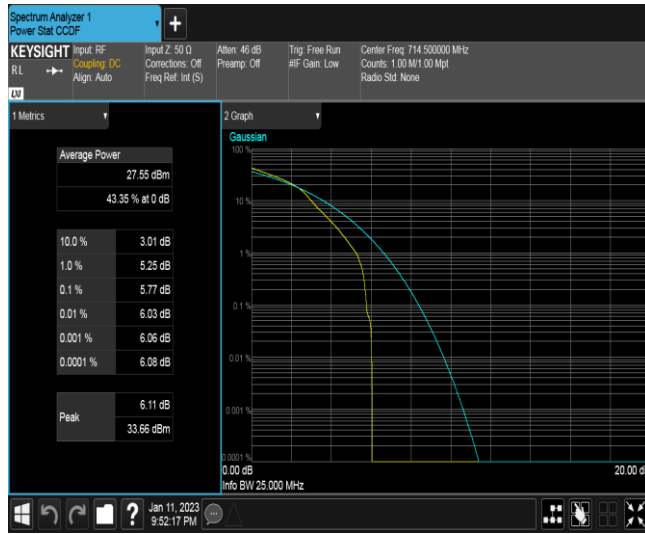 Spectrum Analyzer 1
Power Stat CCDF
+
KEYSIGHT
R L
LXI
Input: RF
Coupling: DC
Align: Auto
Input Z: 50 Ω
Corrections: Off
Freq Ref: Int (S)
Atten: 46 dB
Preamp: Off
Trig: Free Run
#IF Gain: Low
Center Freq: 714.500000 MHz
Counts: 1.00 M/1.00 Mpt
Radio Std: None
1 Metrics
Average Power
27.55 dBm
43.35 % at 0 dB
10.0 % 3.01 dB
1.0 % 5.25 dB
0.1 % 5.77 dB
0.01 % 6.03 dB
0.001 % 6.06 dB
0.0001 % 6.08 dB
Peak 6.11 dB
33.66 dBm
2 Graph
Gaussian
100 %
10 %
1 %
0.1 %
0.01 %
0.001 %
0.0001 %
0.00 dB
20.00 d
Info BW 25.000 MHz
?
Jan 11, 2023
9:52:17 PM